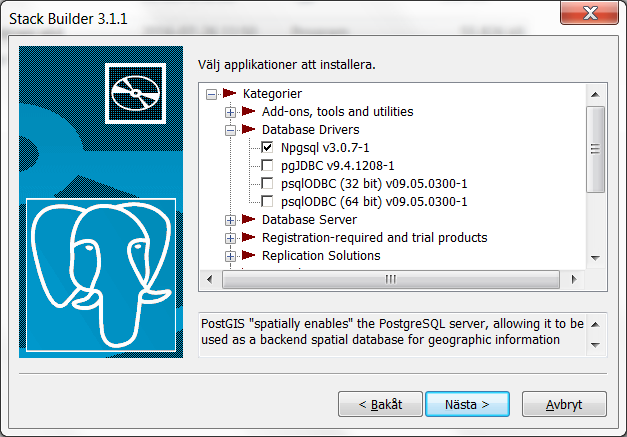 Stack Builder 3.1.1
Välj applikationer att installera.
Kategorier
Add-ons, tools and utilities
Database Drivers
Npgsql v3.0.7-1
pgJDBC v9.4.1208-1
psqlODBC (32 bit) v09.05.0300-1
psqlODBC (64 bit) v09.05.0300-1
Database Server
Registration-required and trial products
Replication Solutions
PostGIS "spatially enables" the PostgreSQL server, allowing it to be
used as a backend spatial database for geographic information
< Bakåt
Nästa >
Avbryt